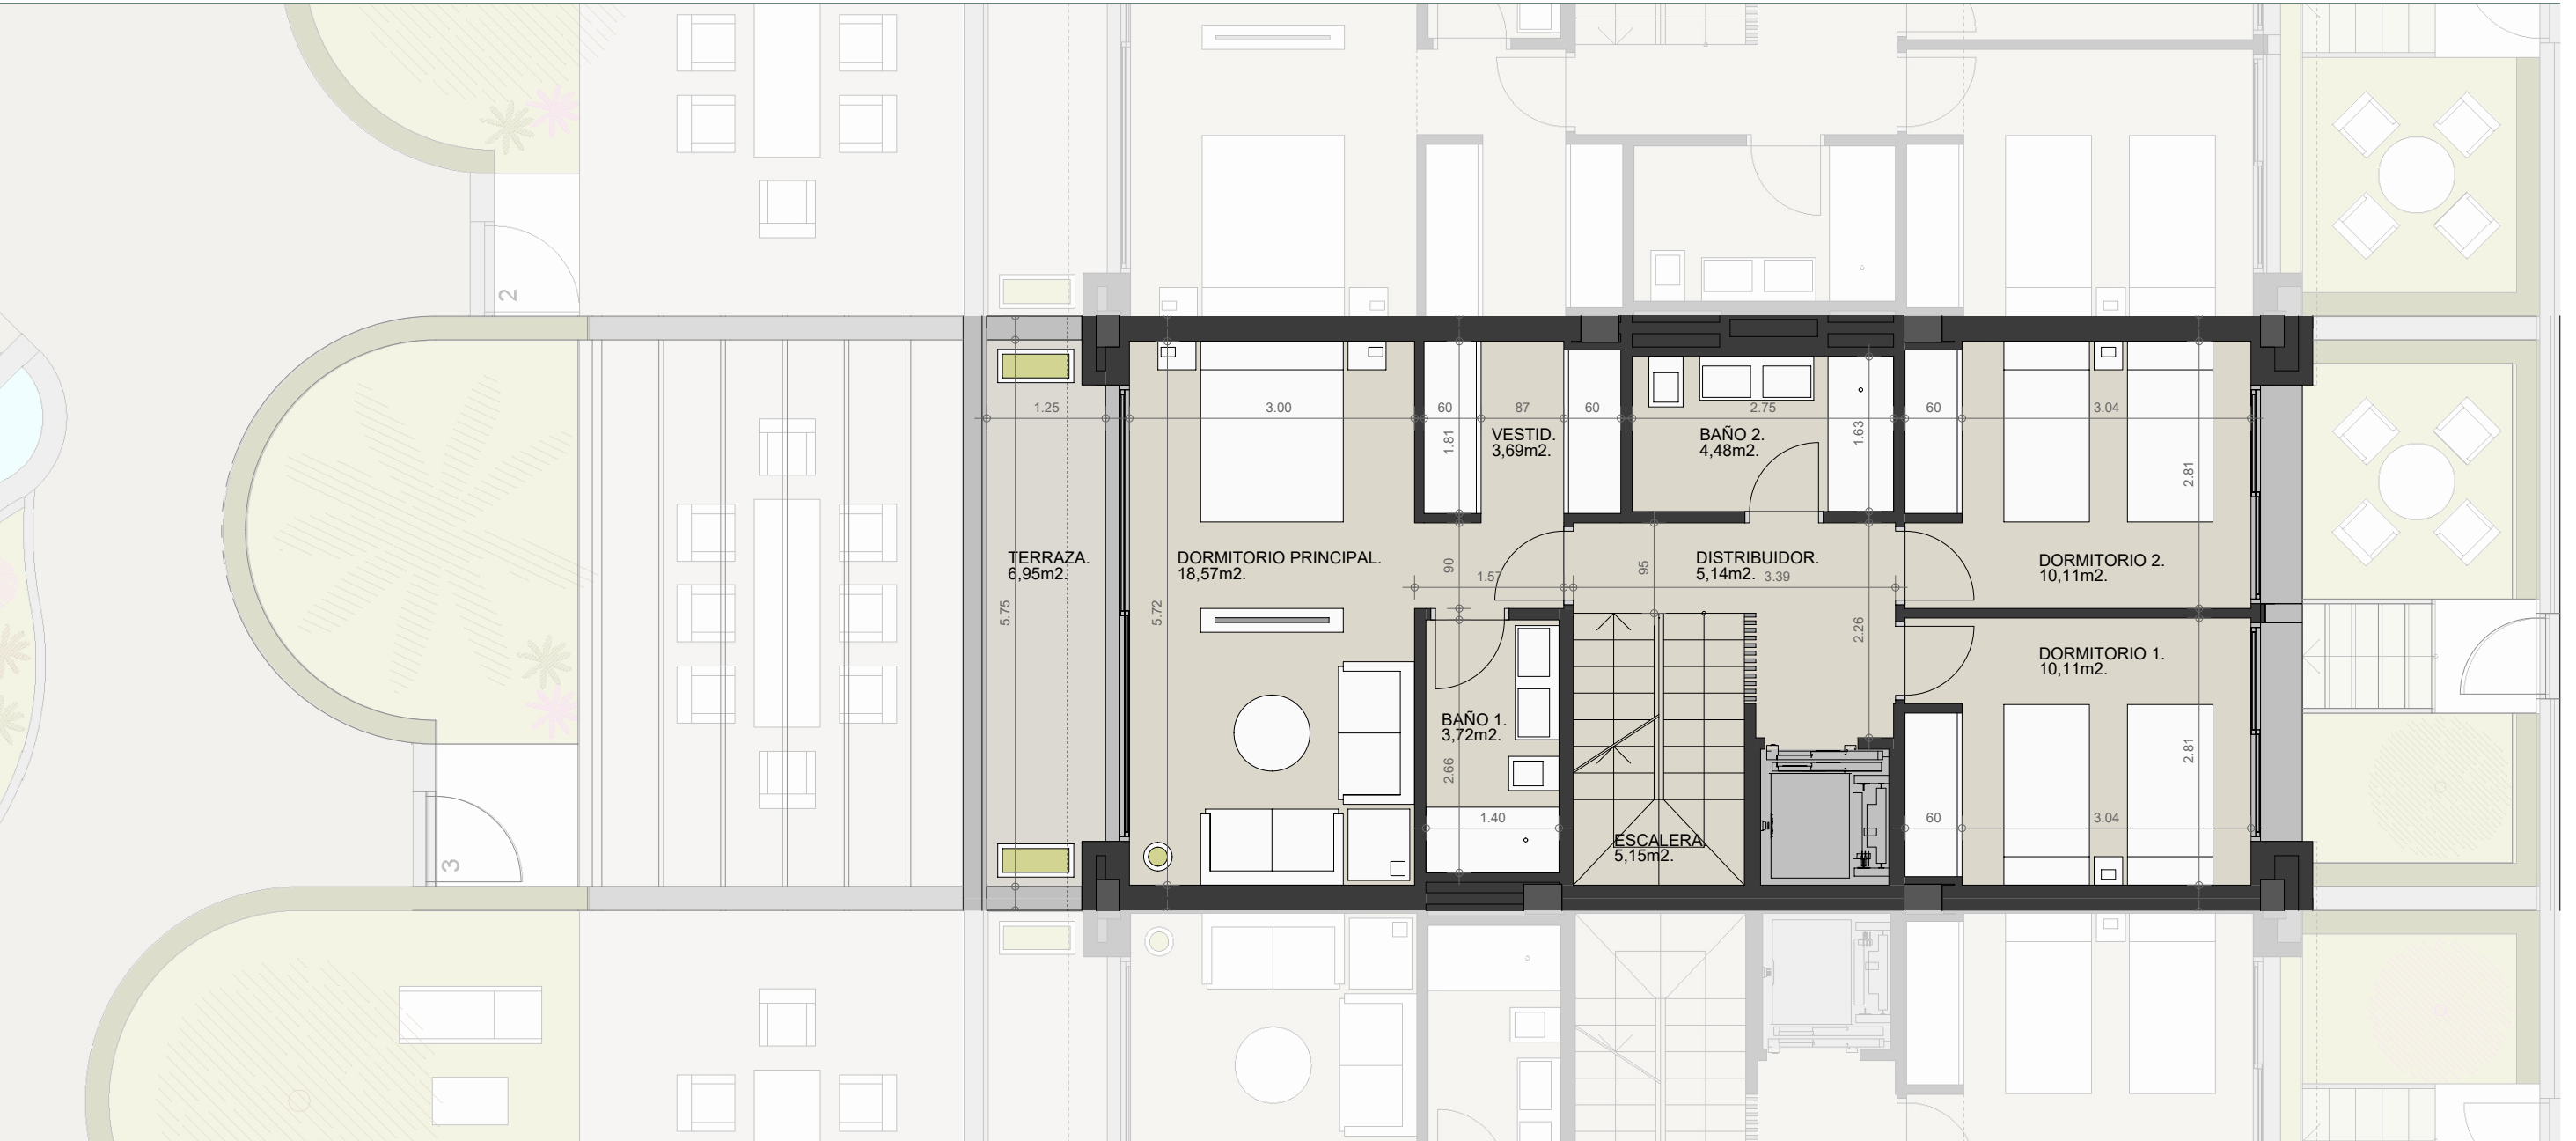 2
1.25
3.00
60
87
60
2.75
60
3.04
1.81
VESTID.
3,69m2.
BAÑO 2.
4,48m2.
1.63
2.81
TERRAZA.
6,95m2.
DORMITORIO PRINCIPAL.
18,57m2.
90
1.57
95
DISTRIBUIDOR.
5,14m2.
3.39
DORMITORIO 2.
10,11m2.
5.75
5.72
2.26
DORMITORIO 1.
10,11m2.
BAÑO 1.
3,72m2.
2.66
2.81
1.40
60
3.04
ESCALERA
5,15m2.
3